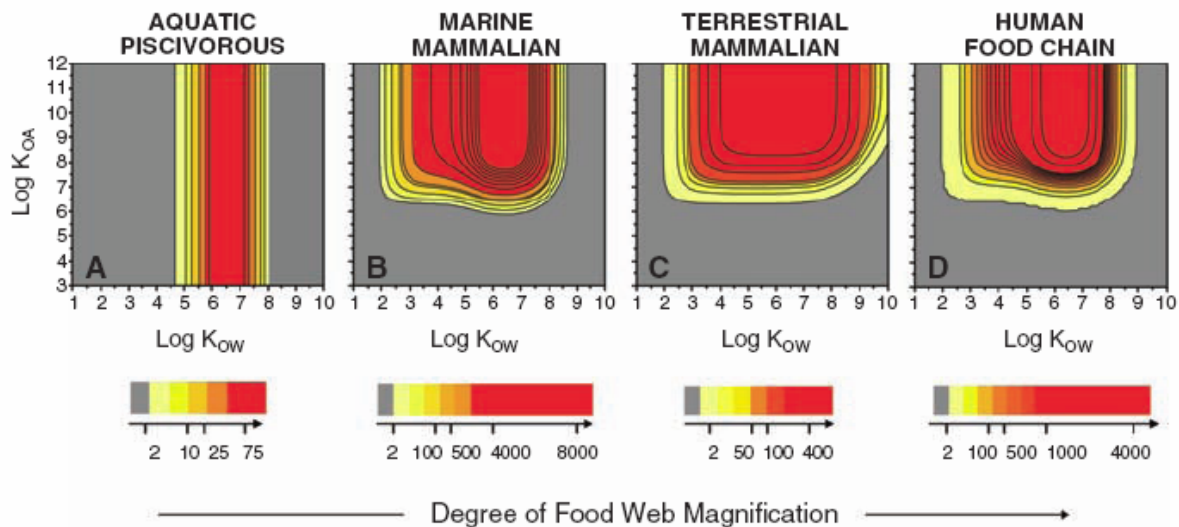 AQUATIC
PISCIVOROUS
MARINE
MAMMALIAN
TERRESTRIAL
MAMMALIAN
HUMAN
FOOD CHAIN
12
11
10
9
8
7
6
5
4
3
Log KOA
A
B
C
D
1 2 3 4 5 6 7 8 9 10
1 2 3 4 5 6 7 8 9 10
1 2 3 4 5 6 7 8 9 10
1 2 3 4 5 6 7 8 9 10
Log KOW
Log KOW
Log KOW
Log KOW
2 10 25 75
2 100 500 4000 8000
2 50 100 400
2 100 500 1000 4000
Degree of Food Web Magnification